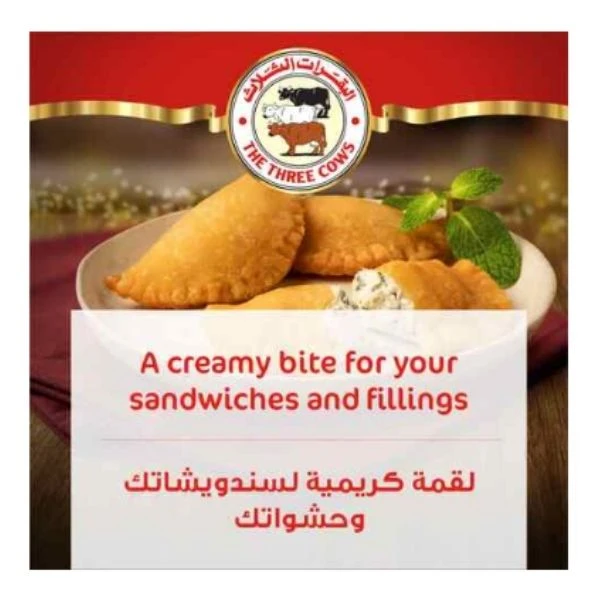 البقرات الثلاث
THE THREE COWS
A creamy bite for your
sandwiches and fillings
لقمة كريمية لسندويشاتك
وحشواتك